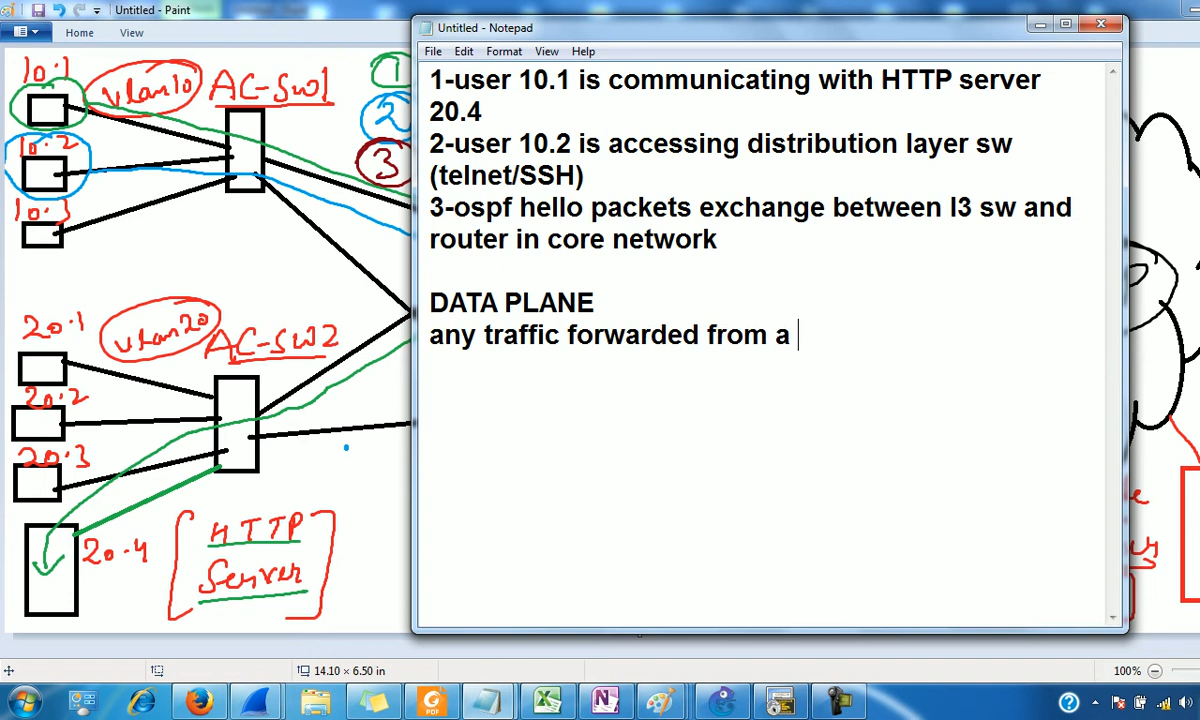 Untitled - Paint
Home View
Untitled - Notepad
File Edit Format View Help
1-user 10.1 is communicating with HTTP server
20.4
2-user 10.2 is accessing distribution layer sw
(telnet/SSH)
3-ospf hello packets exchange between l3 sw and
router in core network
DATA PLANE
any traffic forwarded from a
10.1
vlan10
AC-SW1
1
10.2
2
3
10.3
20.1
vlan20
AC-SW2
20.2
20.3
20.4
HTTP
Server
14.10 × 6.50 in
100%
PDF